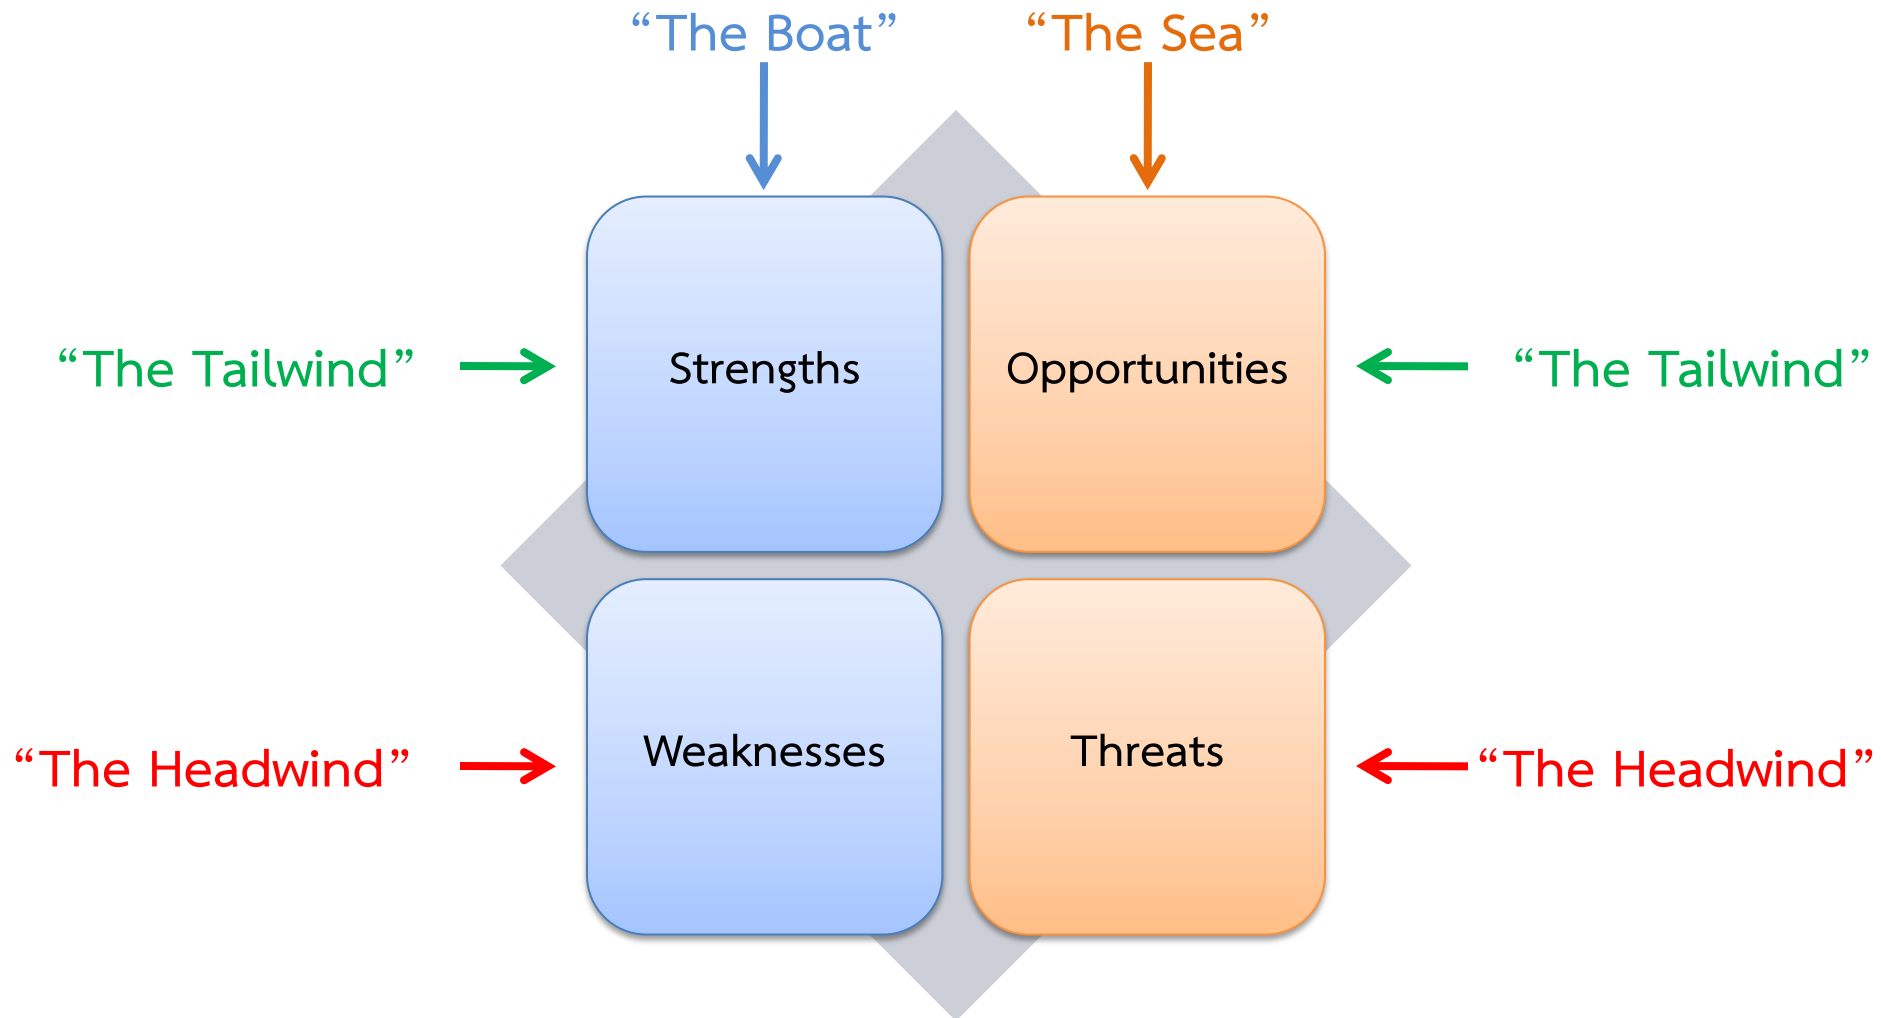 “The Boat”
“The Sea”
“The Tailwind”
Strengths
Opportunities
“The Tailwind”
“The Headwind”
Weaknesses
Threats
“The Headwind”